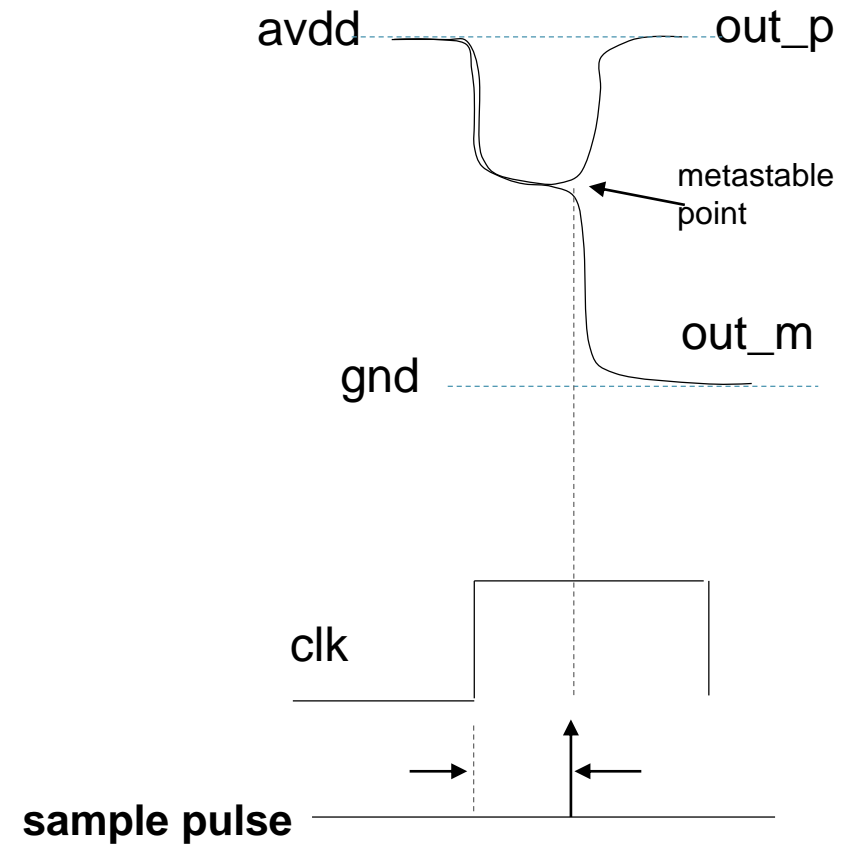 avdd
out_p
metastable
point
out_m
gnd
clk
sample pulse